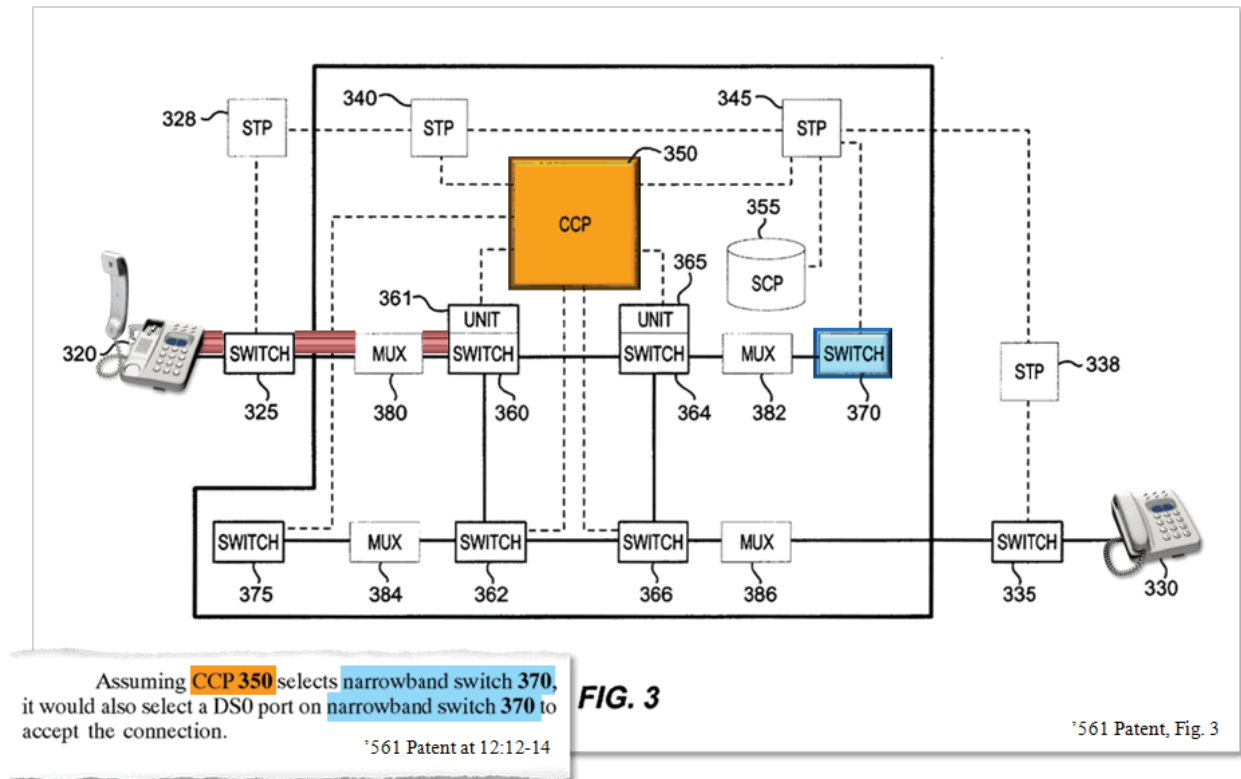 328
STP
340
STP
345
STP
350
CCP
355
SCP
361
UNIT
365
UNIT
320
SWITCH
MUX
SWITCH
SWITCH
MUX
SWITCH
STP
338
325
380
360
364
382
370
SWITCH
MUX
SWITCH
SWITCH
MUX
SWITCH
375
384
362
366
386
335
330
Assuming CCP 350 selects narrowband switch 370,
it would also select a DS0 port on narrowband switch 370 to
accept the connection.
’561 Patent at 12:12-14
FIG. 3
’561 Patent, Fig. 3